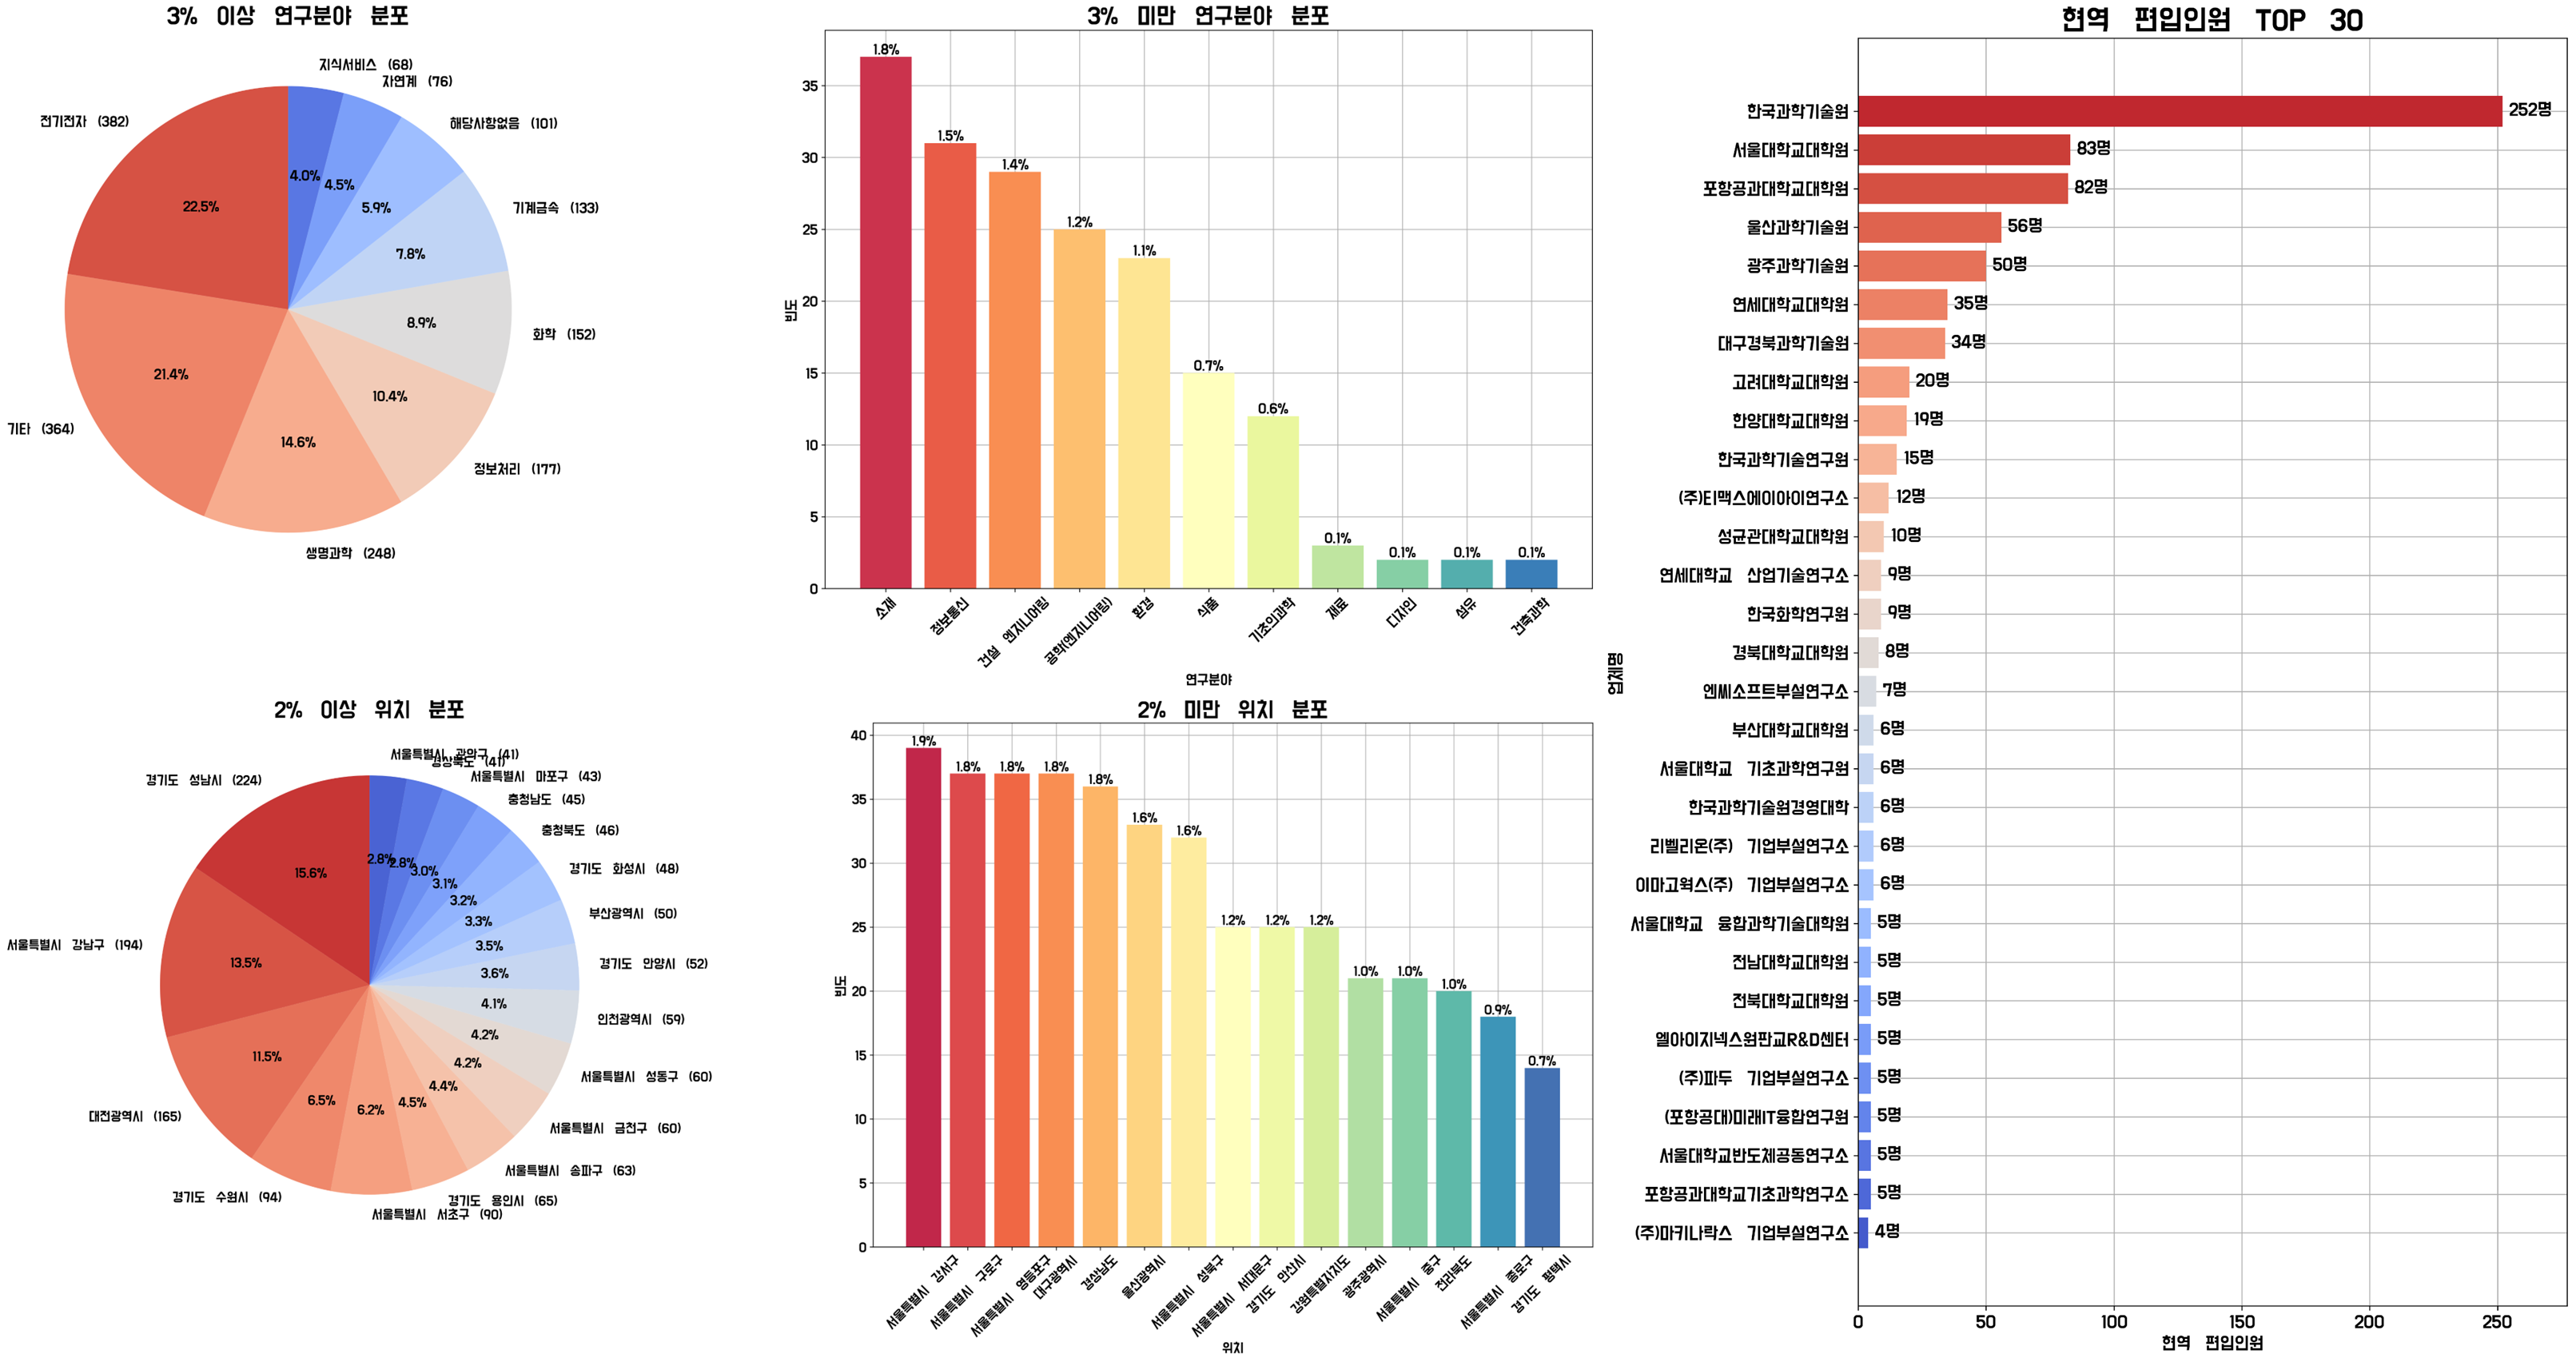 3% 이상 연구분야 분포
지식서비스 (68)
자연계 (76)
해당사항없음 (101)
기계금속 (133)
화학 (152)
정보처리 (177)
생명과학 (248)
기타 (364)
전기전자 (382)
4.0%
4.5%
5.9%
7.8%
8.9%
10.4%
14.6%
21.4%
22.5%
3% 미만 연구분야 분포
빈도
35
30
25
20
15
10
5
0
1.8%
1.5%
1.4%
1.2%
1.1%
0.7%
0.6%
0.1%
0.1%
0.1%
0.1%
소재
정보통신
건설 엔지니어링
공학(엔지니어링)
환경
식품
기초의과학
재료
디자인
섬유
건축과학
연구분야
2% 이상 위치 분포
서울특별시 관악구 (41)
경상북도 (41)
서울특별시 마포구 (43)
충청남도 (45)
충청북도 (46)
경기도 화성시 (48)
부산광역시 (50)
경기도 안양시 (52)
인천광역시 (59)
서울특별시 성동구 (60)
서울특별시 금천구 (60)
서울특별시 송파구 (63)
경기도 용인시 (65)
서울특별시 서초구 (90)
경기도 수원시 (94)
대전광역시 (165)
서울특별시 강남구 (194)
경기도 성남시 (224)
2.8%
2.8%
3.0%
3.1%
3.2%
3.3%
3.5%
3.6%
4.1%
4.2%
4.2%
4.4%
4.5%
6.2%
6.5%
11.5%
13.5%
15.6%
2% 미만 위치 분포
빈도
40
35
30
25
20
15
10
5
0
1.9%
1.8%
1.8%
1.8%
1.8%
1.6%
1.6%
1.2%
1.2%
1.2%
1.0%
1.0%
1.0%
0.9%
0.7%
서울특별시 강서구
서울특별시 구로구
서울특별시 영등포구
대구광역시
경상남도
울산광역시
서울특별시 성북구
서울특별시 서대문구
경기도 안산시
강원특별자치도
광주광역시
서울특별시 중구
전라북도
서울특별시 종로구
경기도 평택시
위치
현역 편입인원 TOP 30
업체명
한국과학기술원 252명
서울대학교대학원 83명
포항공과대학교대학원 82명
울산과학기술원 56명
광주과학기술원 50명
연세대학교대학원 35명
대구경북과학기술원 34명
고려대학교대학원 20명
한양대학교대학원 19명
한국과학기술연구원 15명
(주)티맥스에이아이연구소 12명
성균관대학교대학원 10명
연세대학교 산업기술연구소 9명
한국화학연구원 9명
경북대학교대학원 8명
엔씨소프트부설연구소 7명
부산대학교대학원 6명
서울대학교 기초과학연구원 6명
한국과학기술원경영대학 6명
리벨리온(주) 기업부설연구소 6명
이마고웍스(주) 기업부설연구소 6명
서울대학교 융합과학기술대학원 5명
전남대학교대학원 5명
전북대학교대학원 5명
엘아이지넥스원판교R&D센터 5명
(주)파두 기업부설연구소 5명
(포항공대)미래IT융합연구원 5명
서울대학교반도체공동연구소 5명
포항공과대학교기초과학연구소 5명
(주)마키나락스 기업부설연구소 4명
0 50 100 150 200 250
현역 편입인원